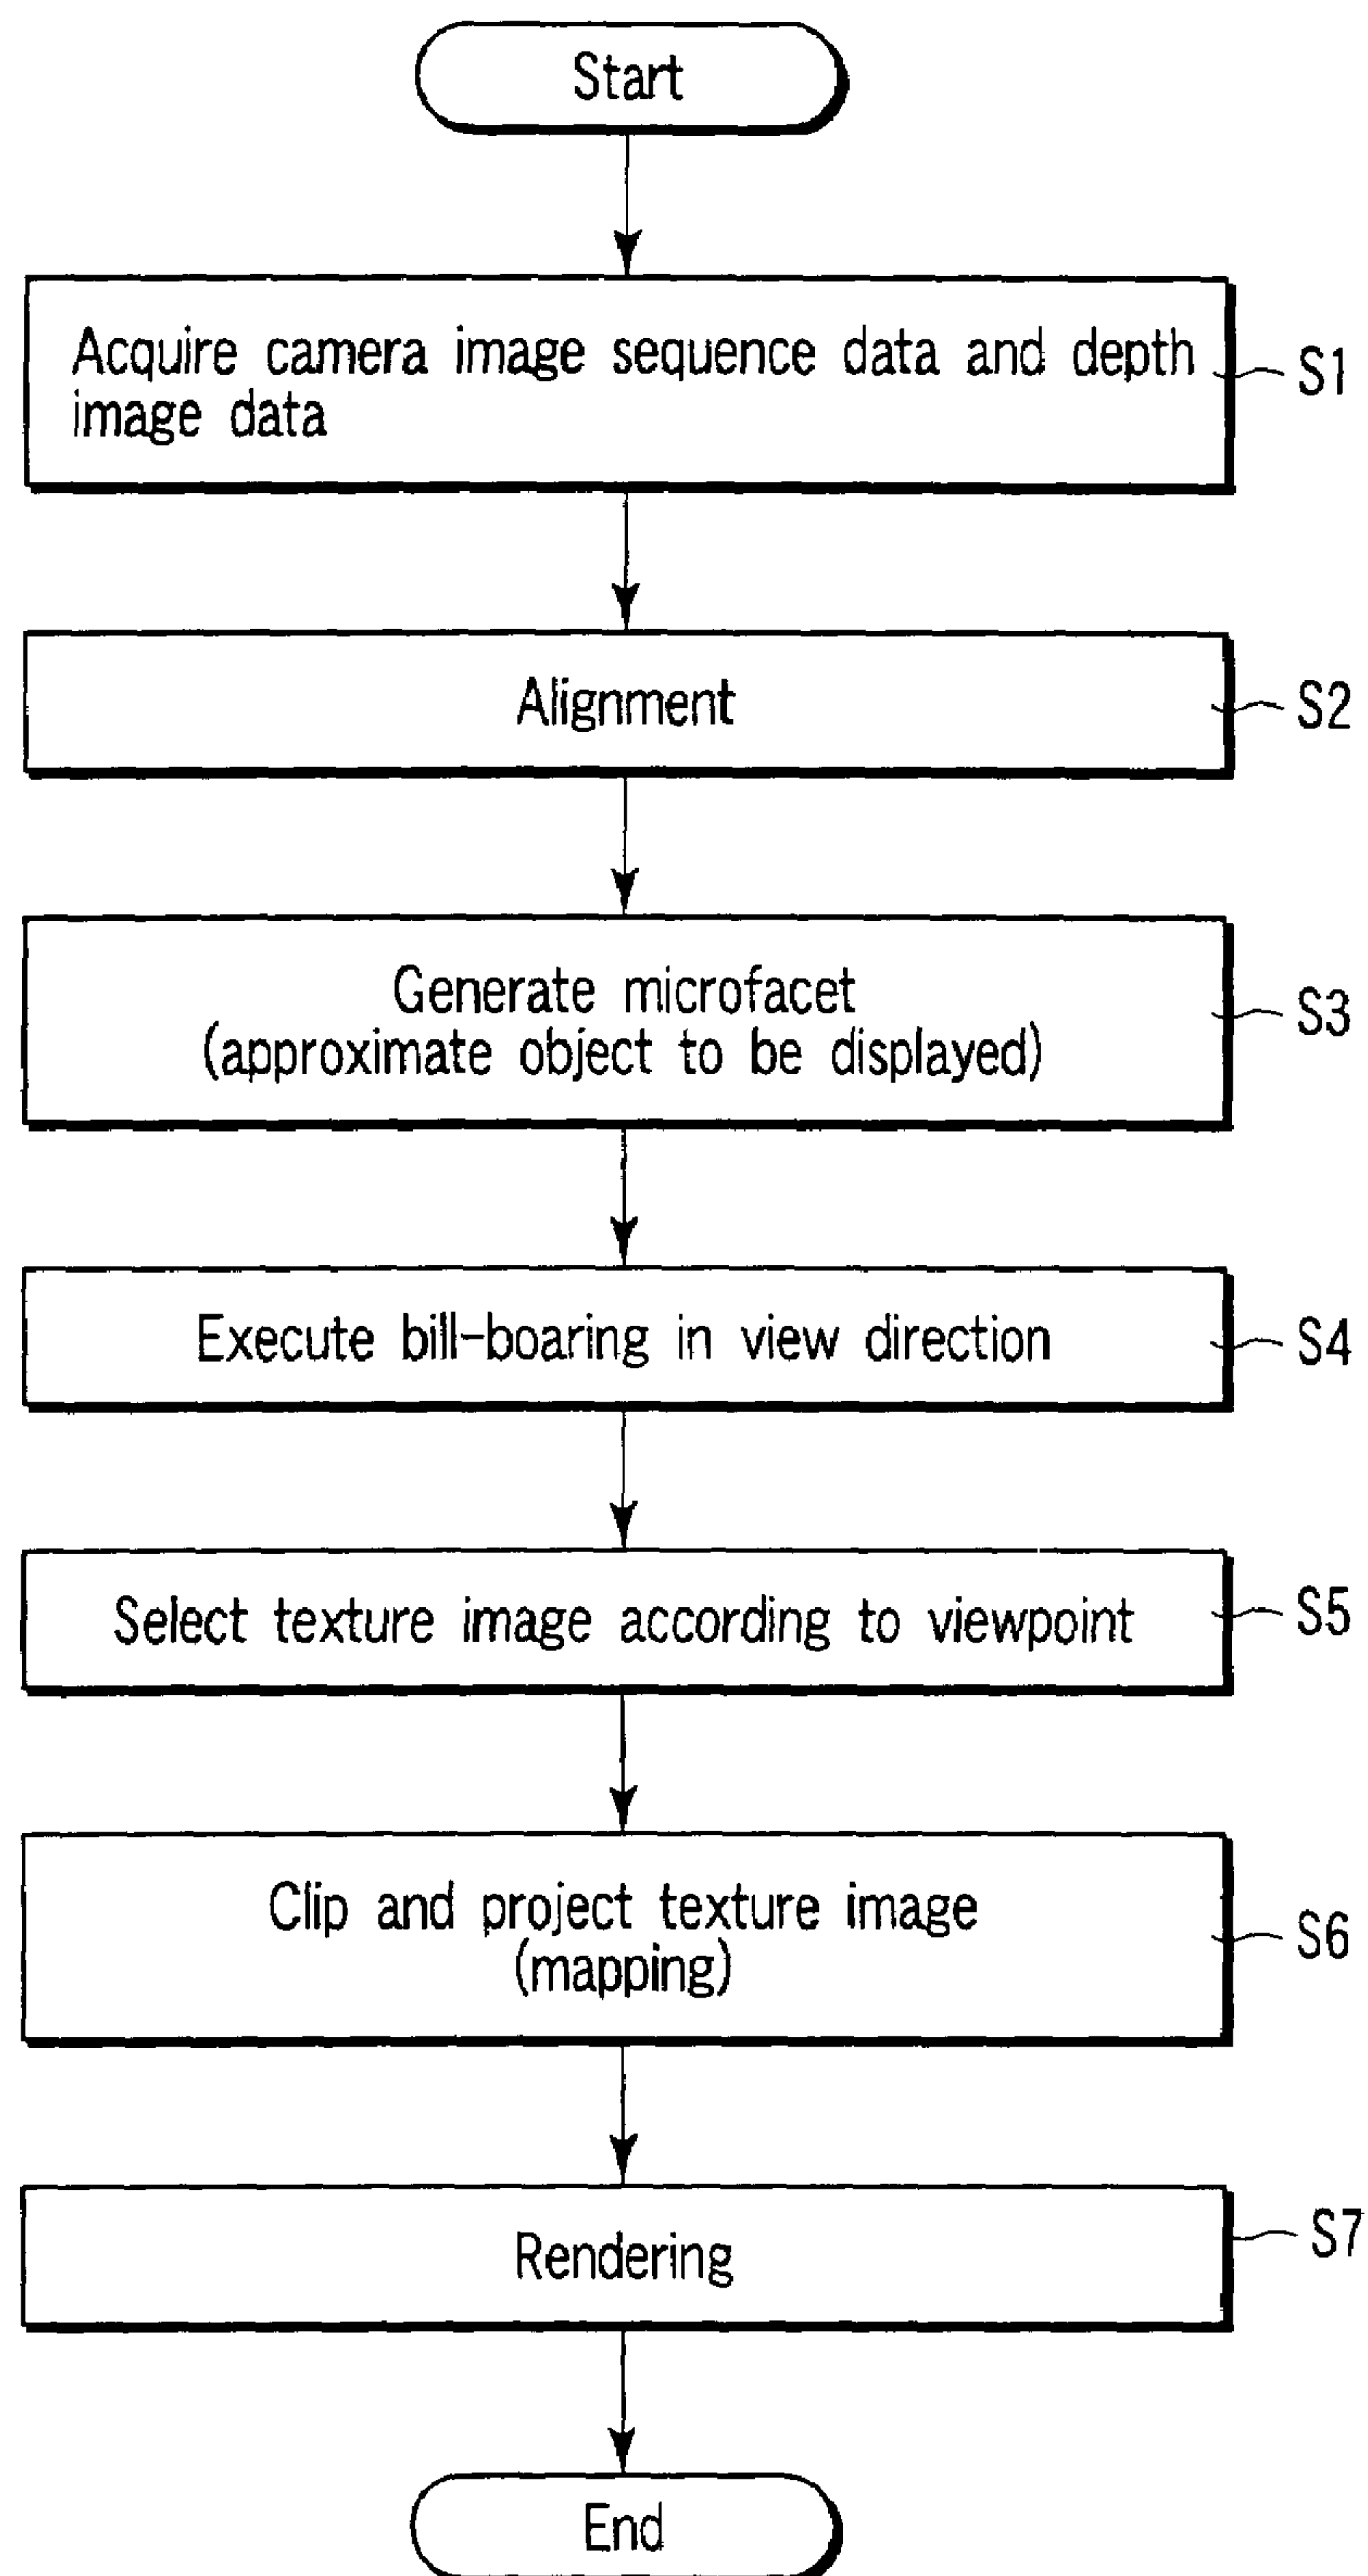 Start
Acquire camera image sequence data and depth
image data
S1
Alignment
S2
Generate microfacet
(approximate object to be displayed)
S3
Execute bill-boaring in view direction
S4
Select texture image according to viewpoint
S5
Clip and project texture image
(mapping)
S6
Rendering
S7
End